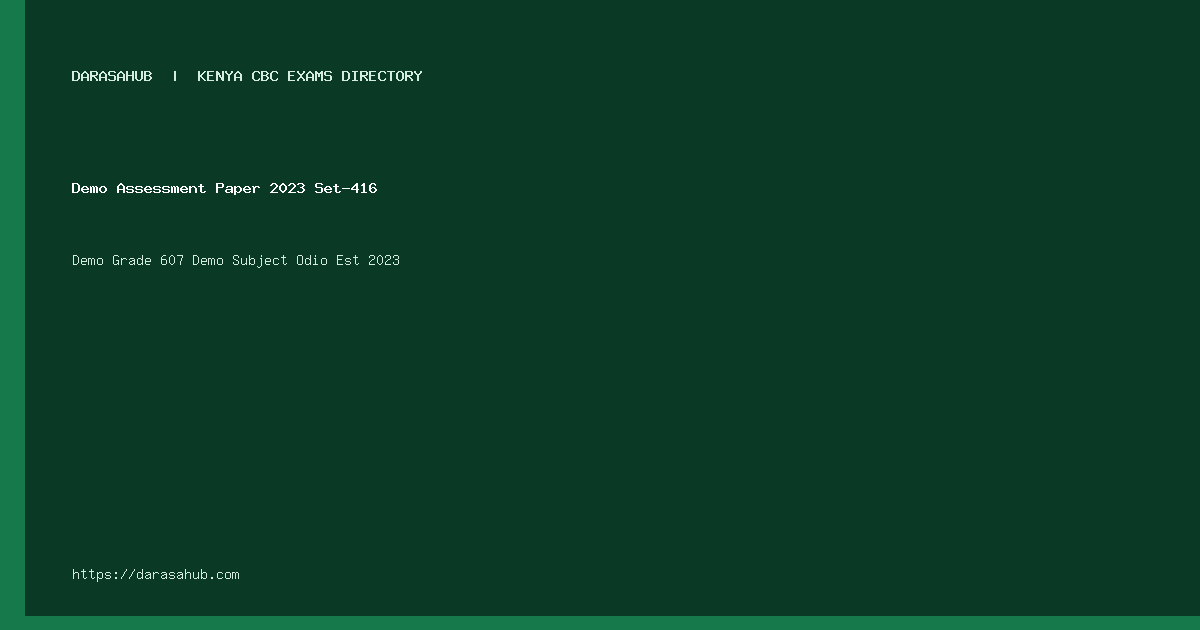 DARASAHUB | KENYA CBC EXAMS DIRECTORY
Demo Assessment Paper 2023 Set-416
Demo Grade 607 Demo Subject Odio Est 2023
https://darasahub.com